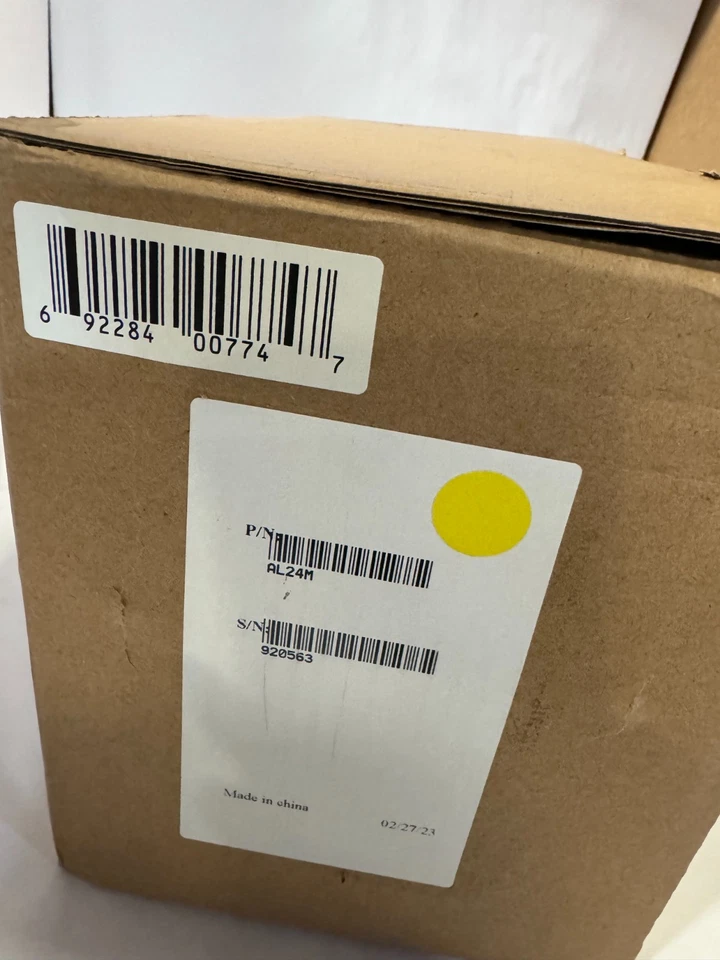 6 92284 00774 7
P/N:
AL24M
S/N:
920563
Made in china
02/27/23